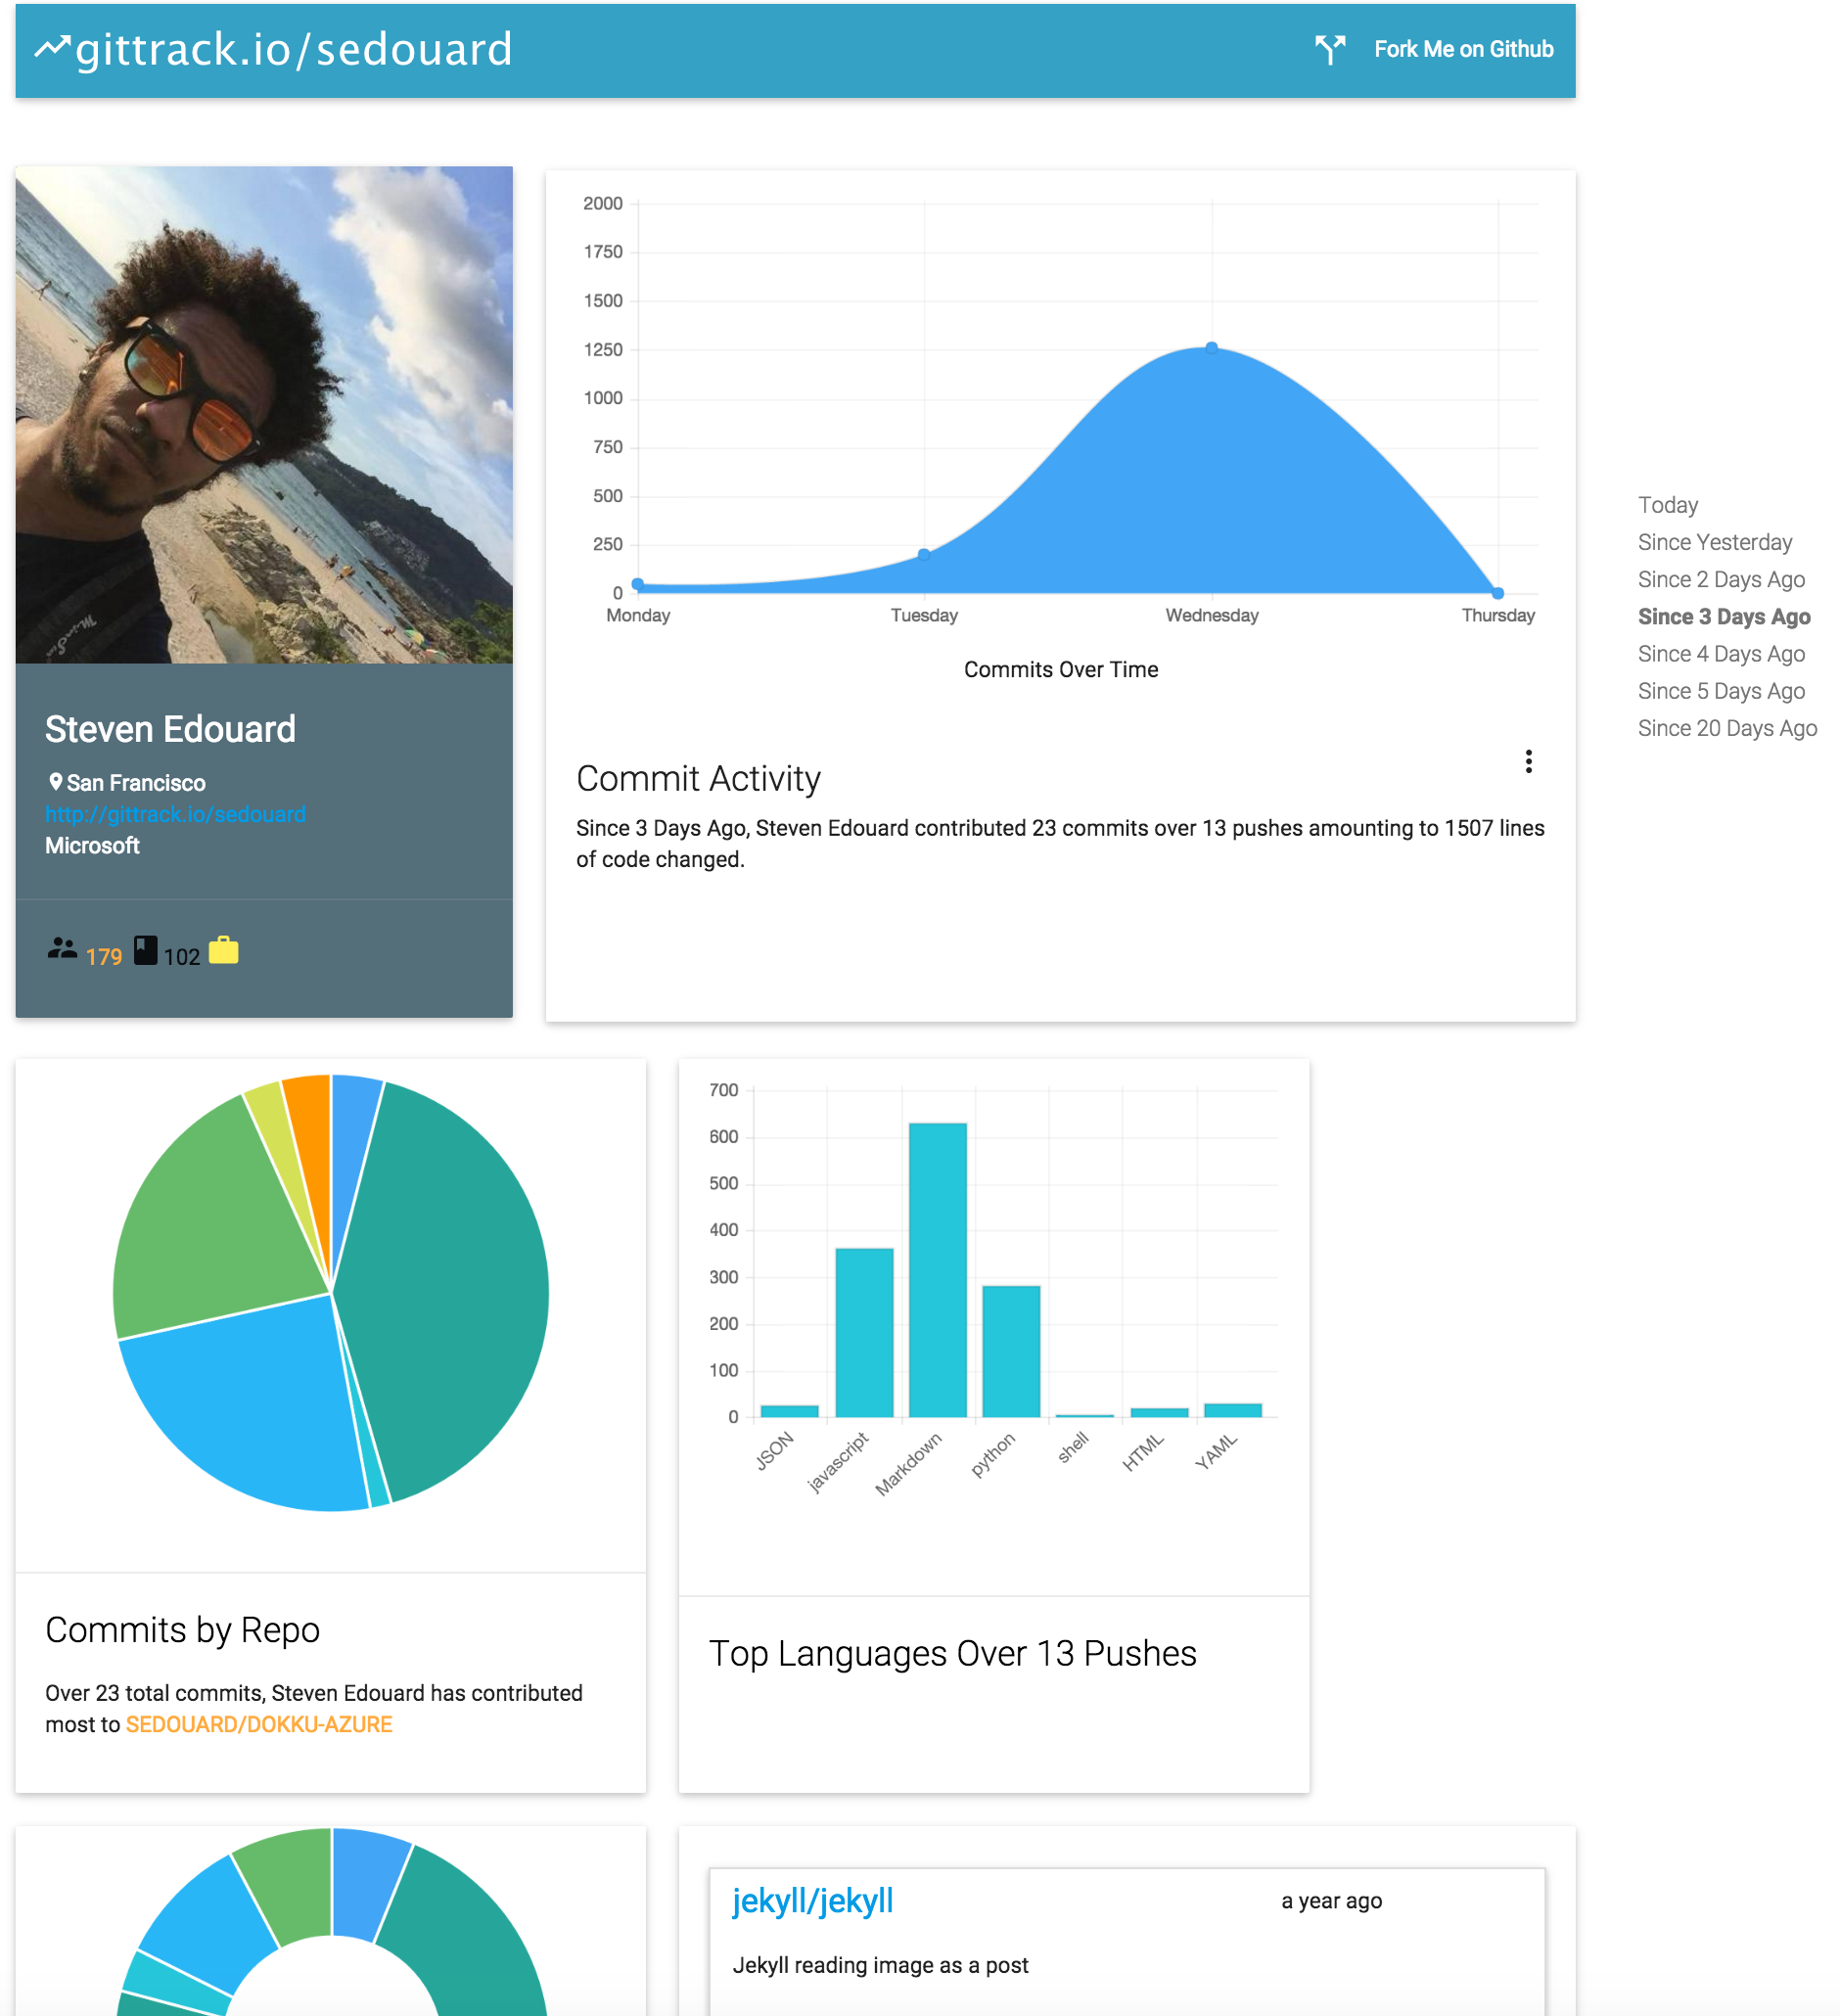 gittrack.io/sedouard
Fork Me on Github
2000
1750
1500
1250
1000
750
500
250
0
Monday Tuesday Wednesday Thursday
Commits Over Time
Today
Since Yesterday
Since 2 Days Ago
Since 3 Days Ago
Since 4 Days Ago
Since 5 Days Ago
Since 20 Days Ago
Steven Edouard
San Francisco
http://gittrack.io/sedouard
Microsoft
179 102
Commit Activity
Since 3 Days Ago, Steven Edouard contributed 23 commits over 13 pushes amounting to 1507 lines
of code changed.
700
600
500
400
300
200
100
0
JSON javascript Markdown python shell HTML YAML
Commits by Repo
Over 23 total commits, Steven Edouard has contributed
most to SEDOUARD/DOKKU-AZURE
Top Languages Over 13 Pushes
jekyll/jekyll
a year ago
Jekyll reading image as a post